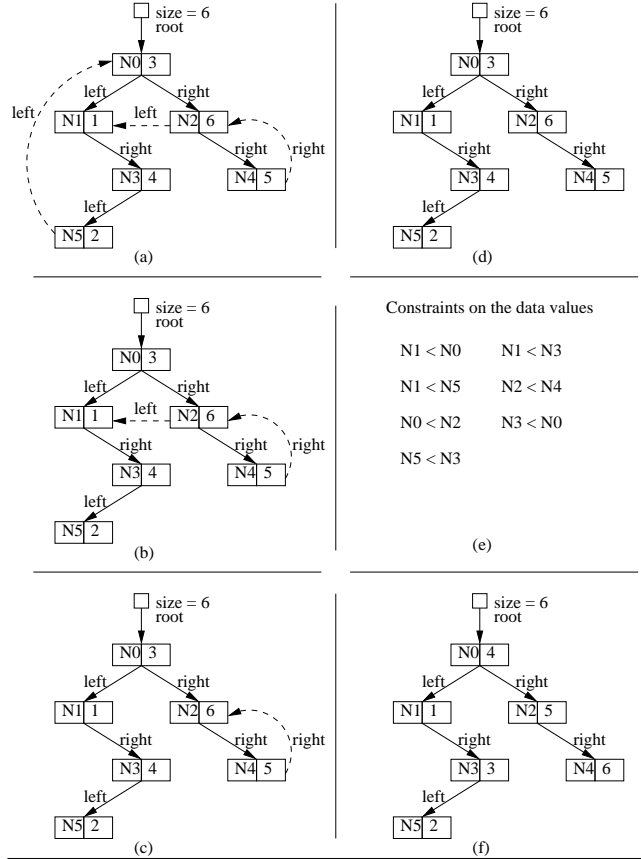 size = 6
root
N0 3
left right
left left
N1 1 N2 6
right right right
N3 4 N4 5
left
N5 2
(a)
size = 6
root
N0 3
left right
N1 1 N2 6
right right
N3 4 N4 5
left
N5 2
(d)
size = 6
root
N0 3
left right
left
N1 1 N2 6
right right right
N3 4 N4 5
left
N5 2
(b)
Constraints on the data values
N1 < N0 N1 < N3
N1 < N5 N2 < N4
N0 < N2 N3 < N0
N5 < N3
(e)
size = 6
root
N0 3
left right
N1 1 N2 6
right right right
N3 4 N4 5
left
N5 2
(c)
size = 6
root
N0 4
left right
N1 1 N2 5
right right
N3 3 N4 6
left
N5 2
(f)